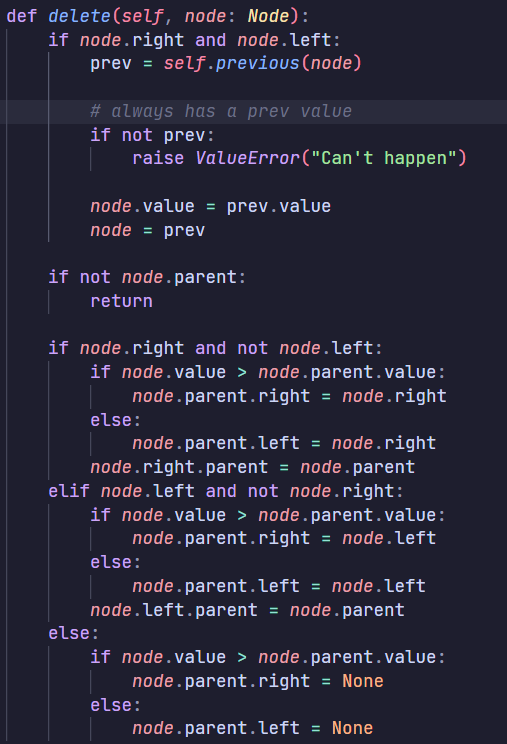 def delete(self, node: Node):
    if node.right and node.left:
        prev = self.previous(node)

        # always has a prev value
        if not prev:
            raise ValueError("Can't happen")

        node.value = prev.value
        node = prev

    if not node.parent:
        return

    if node.right and not node.left:
        if node.value > node.parent.value:
            node.parent.right = node.right
        else:
            node.parent.left = node.right
        node.right.parent = node.parent
    elif node.left and not node.right:
        if node.value > node.parent.value:
            node.parent.right = node.left
        else:
            node.parent.left = node.left
        node.left.parent = node.parent
    else:
        if node.value > node.parent.value:
            node.parent.right = None
        else:
            node.parent.left = None